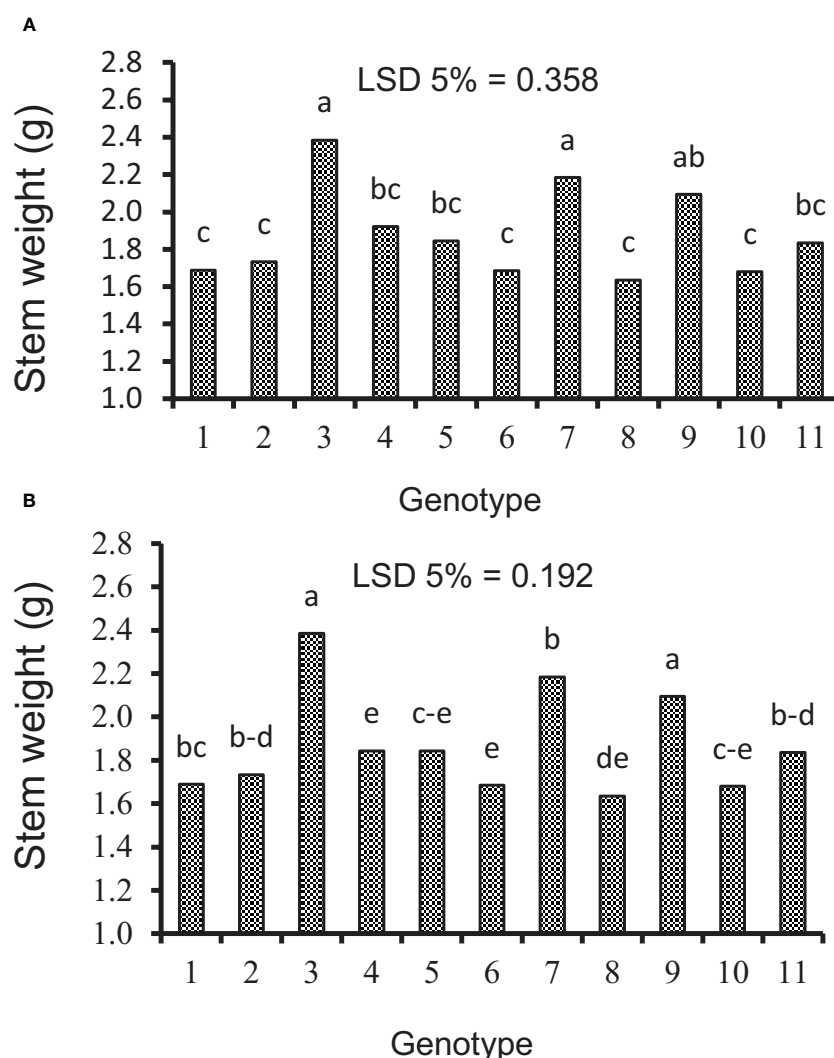 A
LSD 5% = 0.358
Stem weight (g)
2.8
2.6
2.4
2.2
2.0
1.8
1.6
1.4
1.2
1.0
c c a bc bc c a c ab c bc
1 2 3 4 5 6 7 8 9 10 11
Genotype
B
LSD 5% = 0.192
Stem weight (g)
2.8
2.6
2.4
2.2
2.0
1.8
1.6
1.4
1.2
1.0
bc b-d a e c-e e b de a c-e b-d
1 2 3 4 5 6 7 8 9 10 11
Genotype